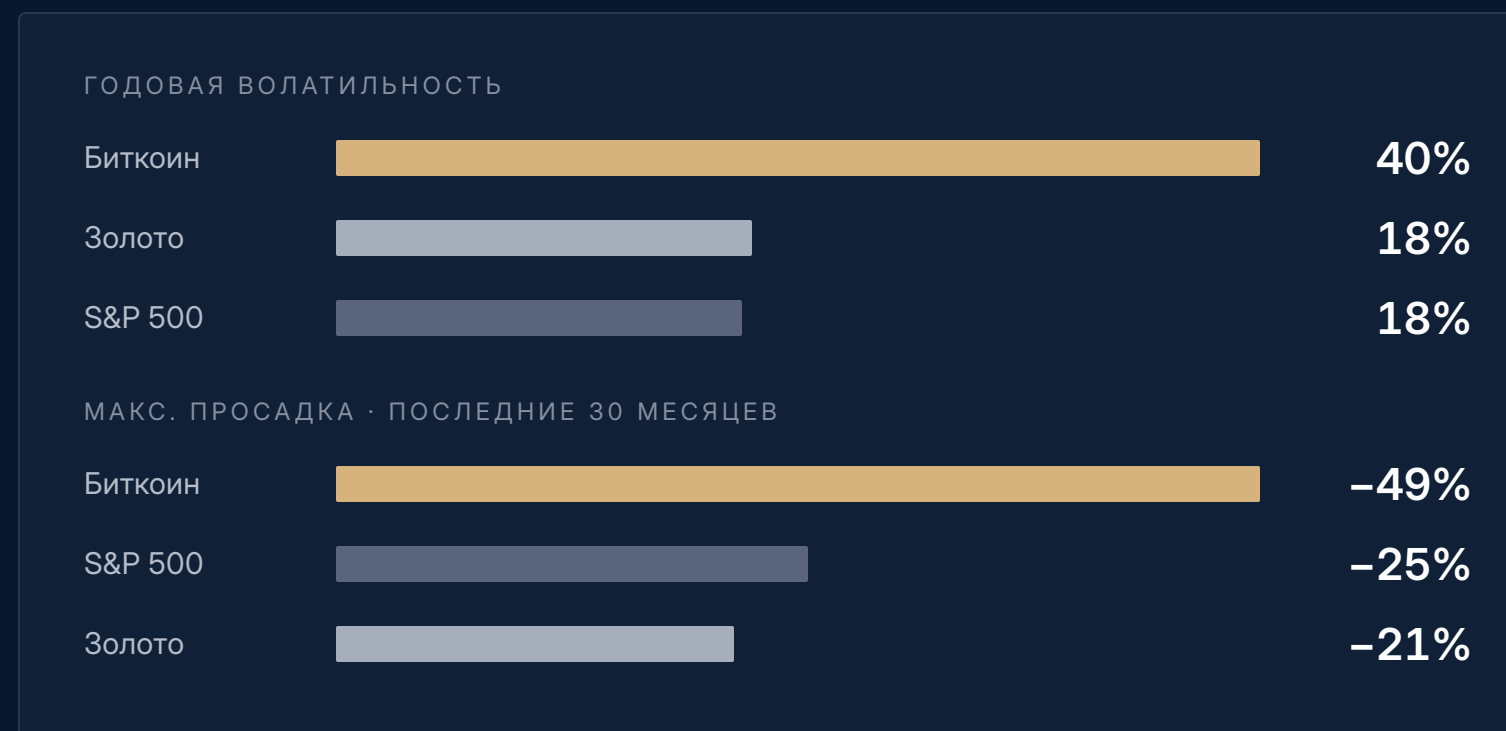 ГОДОВАЯ ВОЛАТИЛЬНОСТЬ
Биткоин 40%
Золото 18%
S&P 500 18%
МАКС. ПРОСАДКА · ПОСЛЕДНИЕ 30 МЕСЯЦЕВ
Биткоин −49%
S&P 500 −25%
Золото −21%